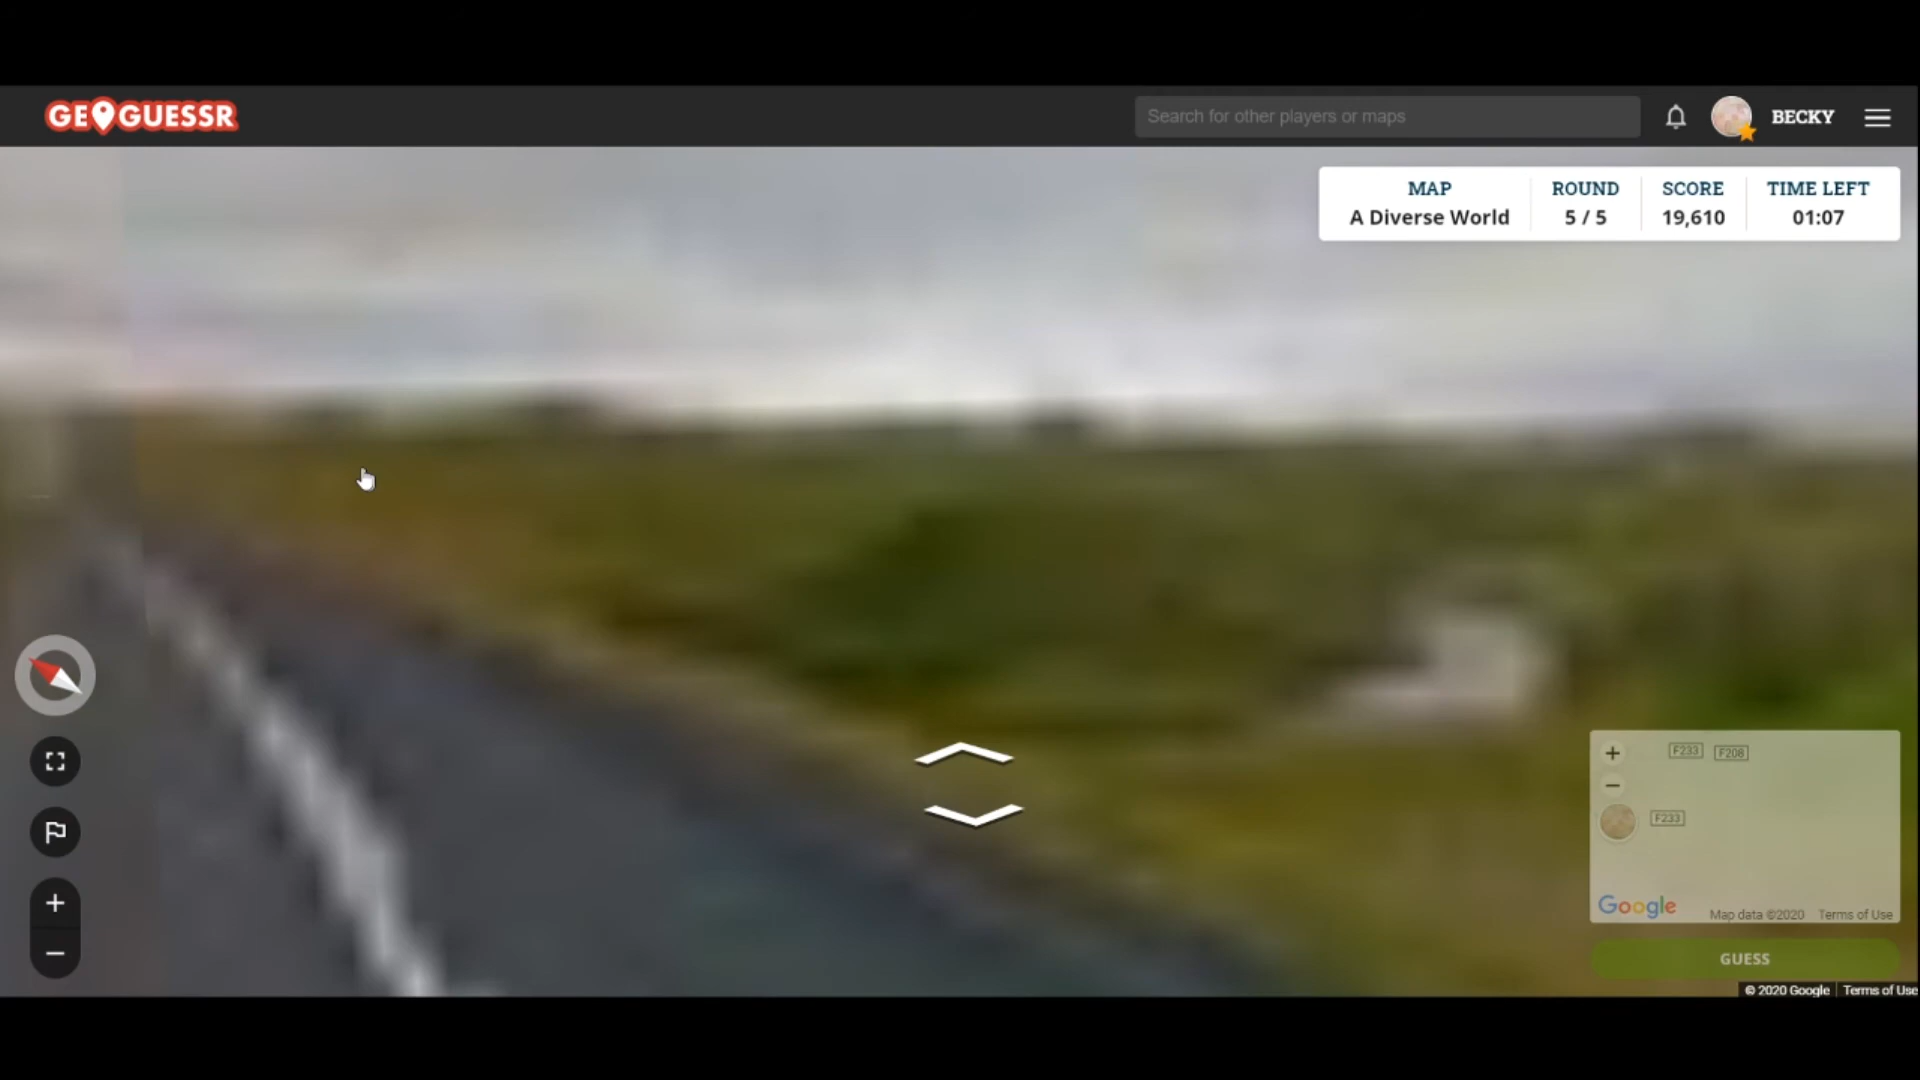 GEOGUESSR
Search for other players or maps
BECKY
MAP
A Diverse World
ROUND
5 / 5
SCORE
19,610
TIME LEFT
01:07
F233
F208
F233
Google
Map data ©2020
Terms of Use
GUESS
© 2020 Google
Terms of Use